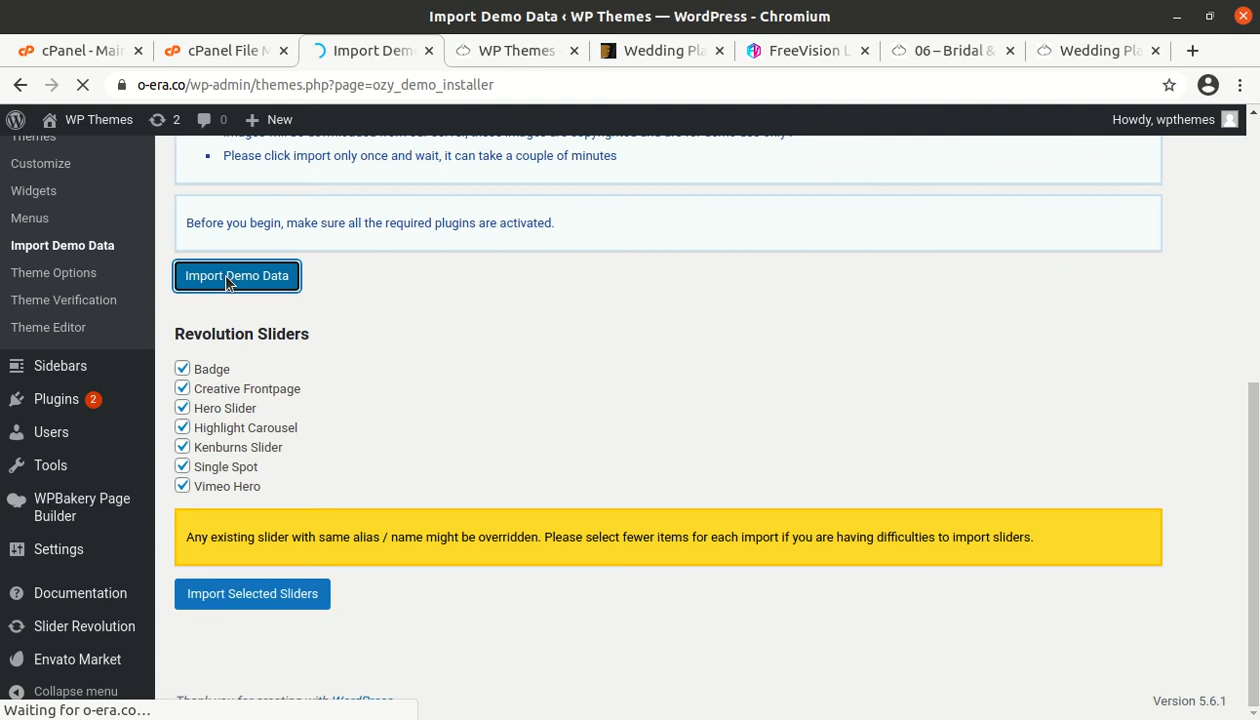 Import Demo Data ‹ WP Themes — WordPress - Chromium
cPanel - Mai
cPanel File M
Import Dem
WP Themes
Wedding Pla
FreeVision L
06 – Bridal &
Wedding Pla
o-era.co/wp-admin/themes.php?page=ozy_demo_installer
WP Themes
2
0
New
Howdy, wpthemes
Themes
Customize
Widgets
Menus
Import Demo Data
Theme Options
Theme Verification
Theme Editor
Sidebars
Plugins 2
Users
Tools
WPBakery Page
Builder
Settings
Documentation
Slider Revolution
Envato Market
Collapse menu
Please click import only once and wait, it can take a couple of minutes
Before you begin, make sure all the required plugins are activated.
Import Demo Data
Revolution Sliders
Badge
Creative Frontpage
Hero Slider
Highlight Carousel
Kenburns Slider
Single Spot
Vimeo Hero
Any existing slider with same alias / name might be overridden. Please select fewer items for each import if you are having difficulties to import sliders.
Import Selected Sliders
Thank you for creating with WordPress
Version 5.6.1
Waiting for o-era.co...